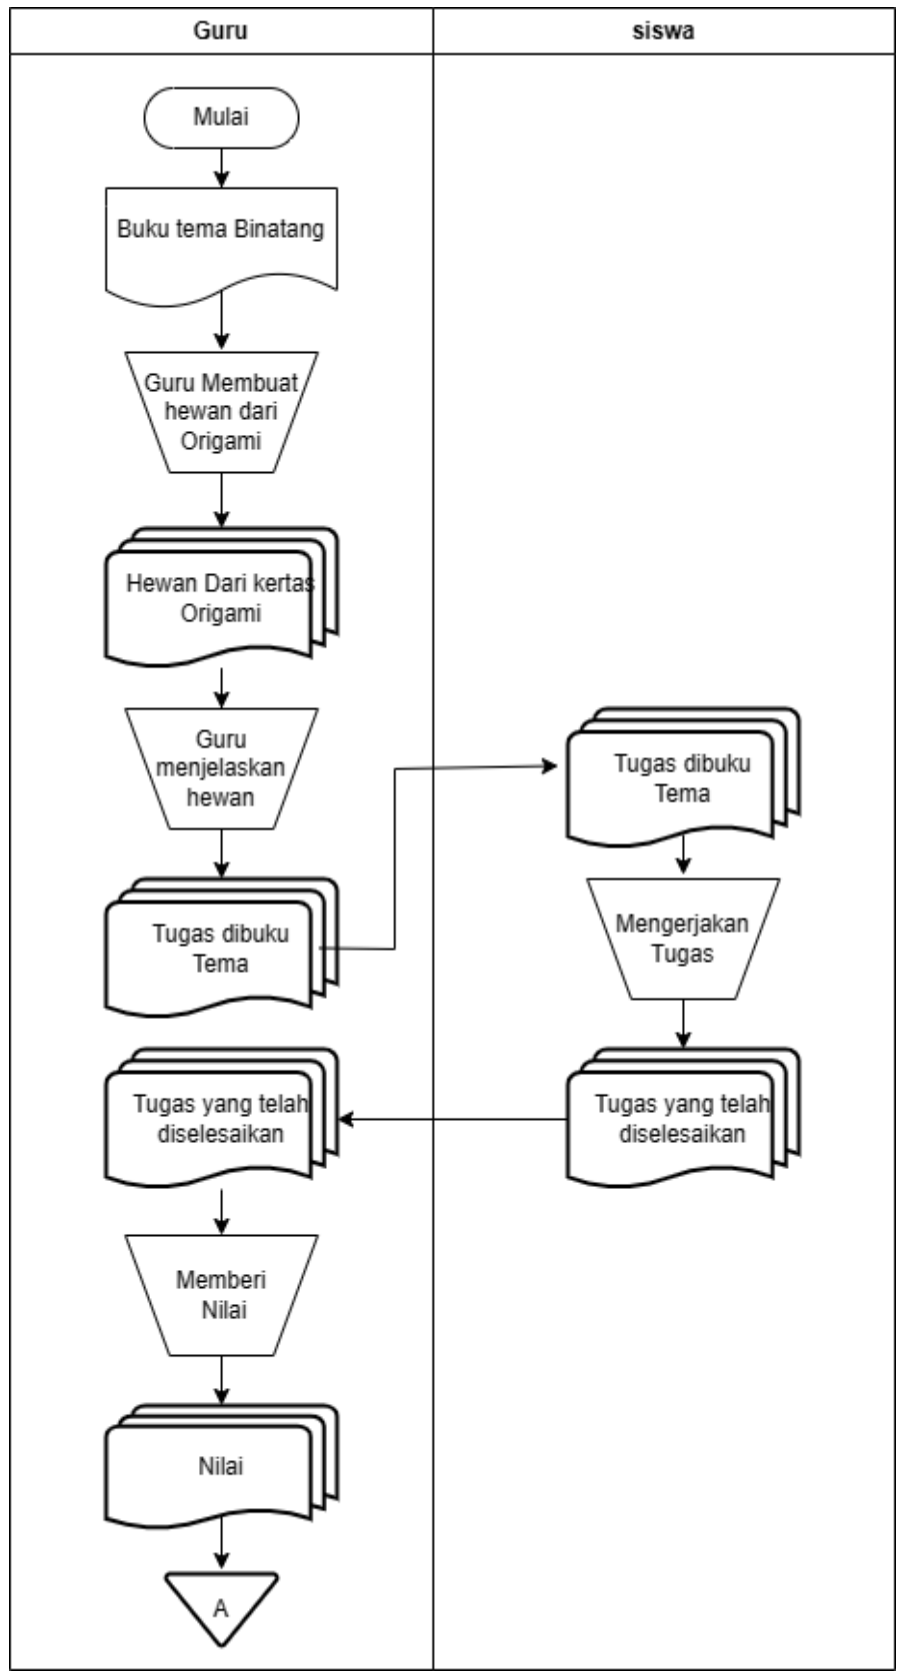 Guru
siswa
Mulai
Buku tema Binatang
Guru Membuat
hewan dari
Origami
Hewan Dari kertas
Origami
Guru
menjelaskan
hewan
Tugas dibuku
Tema
Tugas dibuku
Tema
Mengerjakan
Tugas
Tugas yang telah
diselesaikan
Tugas yang telah
diselesaikan
Memberi
Nilai
Nilai
A